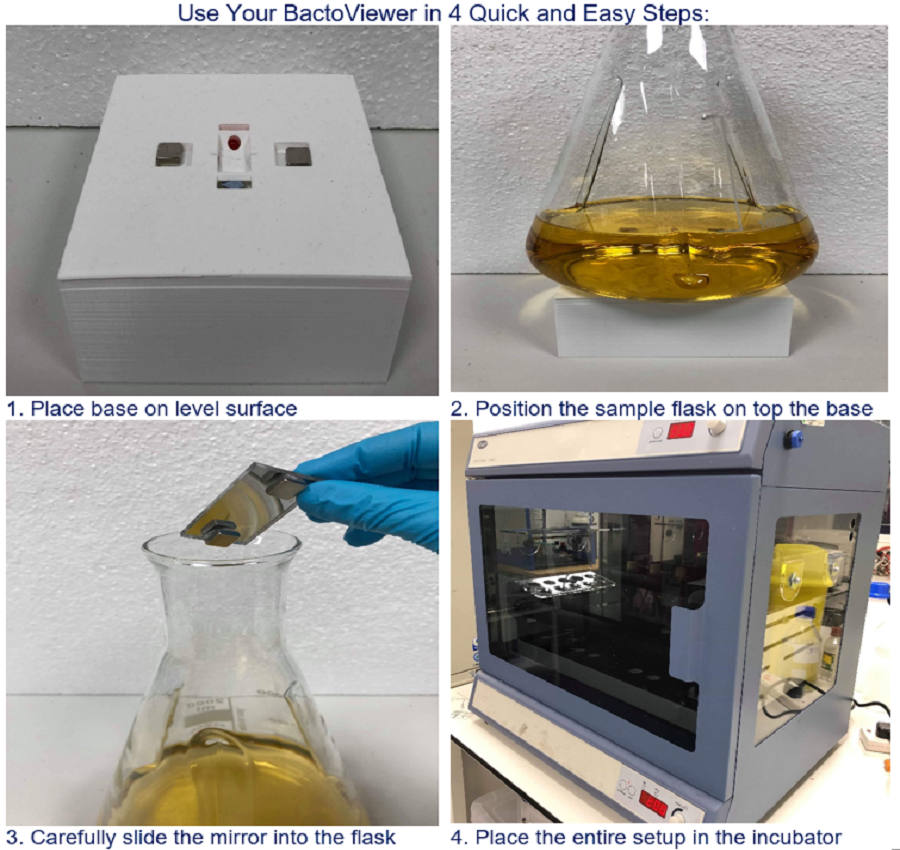 Use Your BactoViewer in 4 Quick and Easy Steps:
1. Place base on level surface
2. Position the sample flask on top the base
3. Carefully slide the mirror into the flask
4. Place the entire setup in the incubator